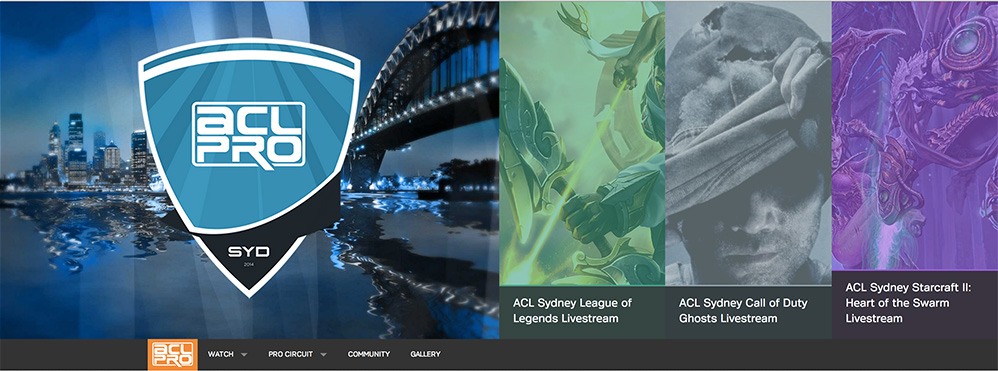 ACL
PRO
SYD
2014
ACL Sydney League of
Legends Livestream
ACL Sydney Call of Duty
Ghosts Livestream
ACL Sydney Starcraft II:
Heart of the Swarm
Livestream
ACL
PRO
WATCH
PRO CIRCUIT
COMMUNITY
GALLERY